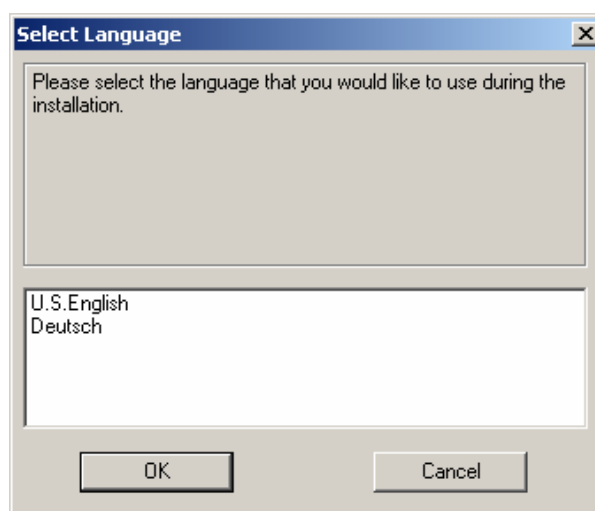 Select Language
Please select the language that you would like to use during the
installation.
U.S.English
Deutsch
OK
Cancel